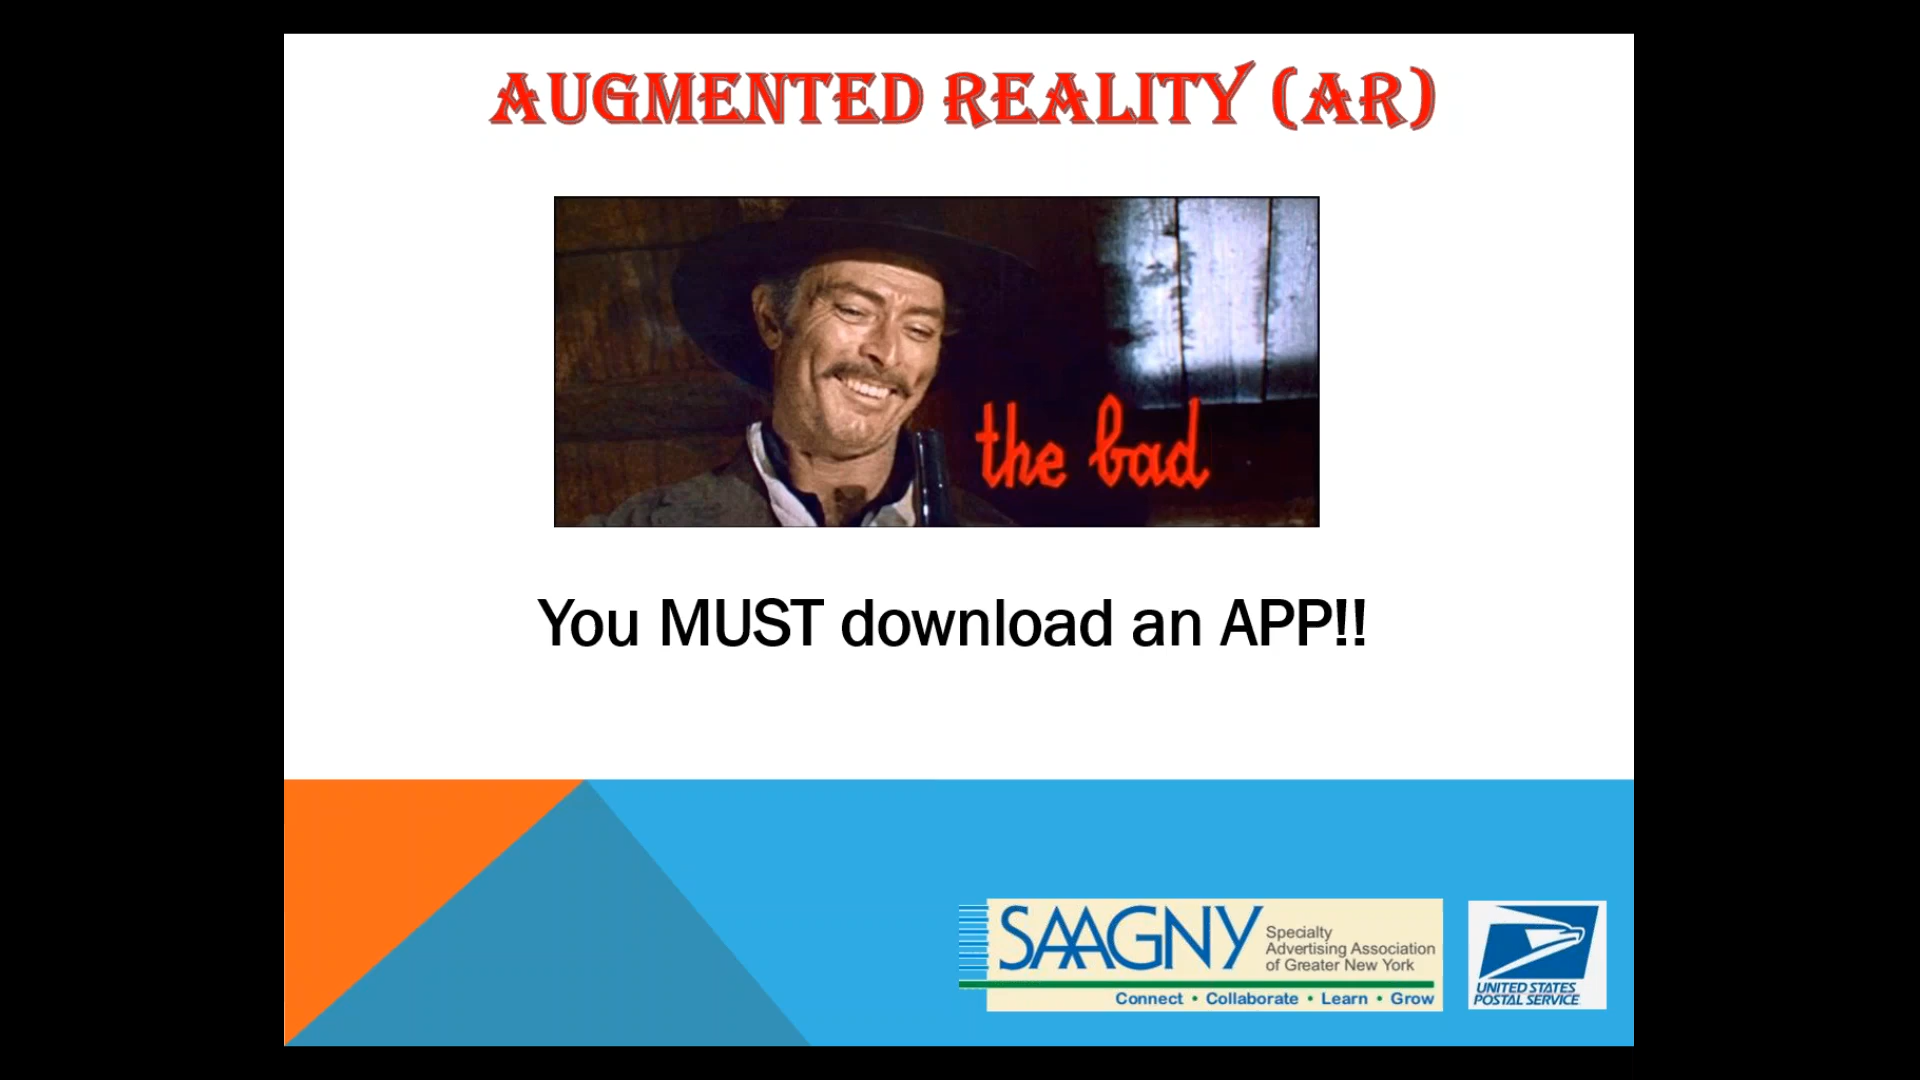 AUGMENTED REALITY (AR)
the bad
You MUST download an APP!!
SAAGNY
Specialty
Advertising Association
of Greater New York
Connect • Collaborate • Learn • Grow
UNITED STATES
POSTAL SERVICE